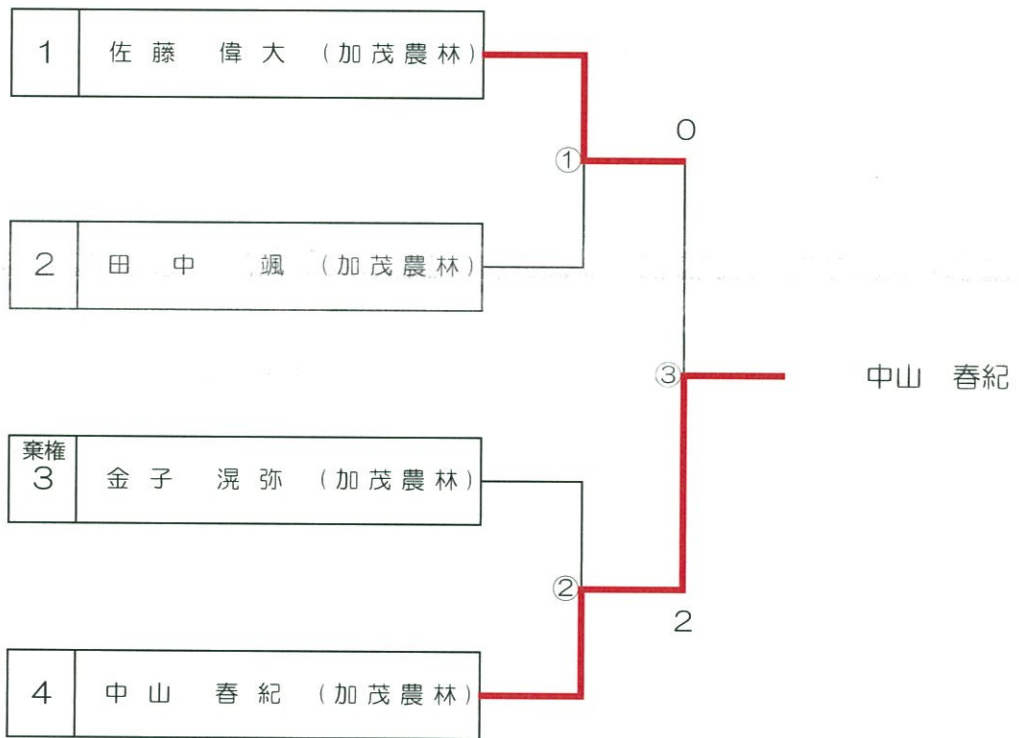 1 佐藤 偉大 (加茂農林)
0
①
2 田中 颯 (加茂農林)
③ 中山 春紀
棄権
3 金子 滉弥 (加茂農林)
②
2
4 中山 春紀 (加茂農林)